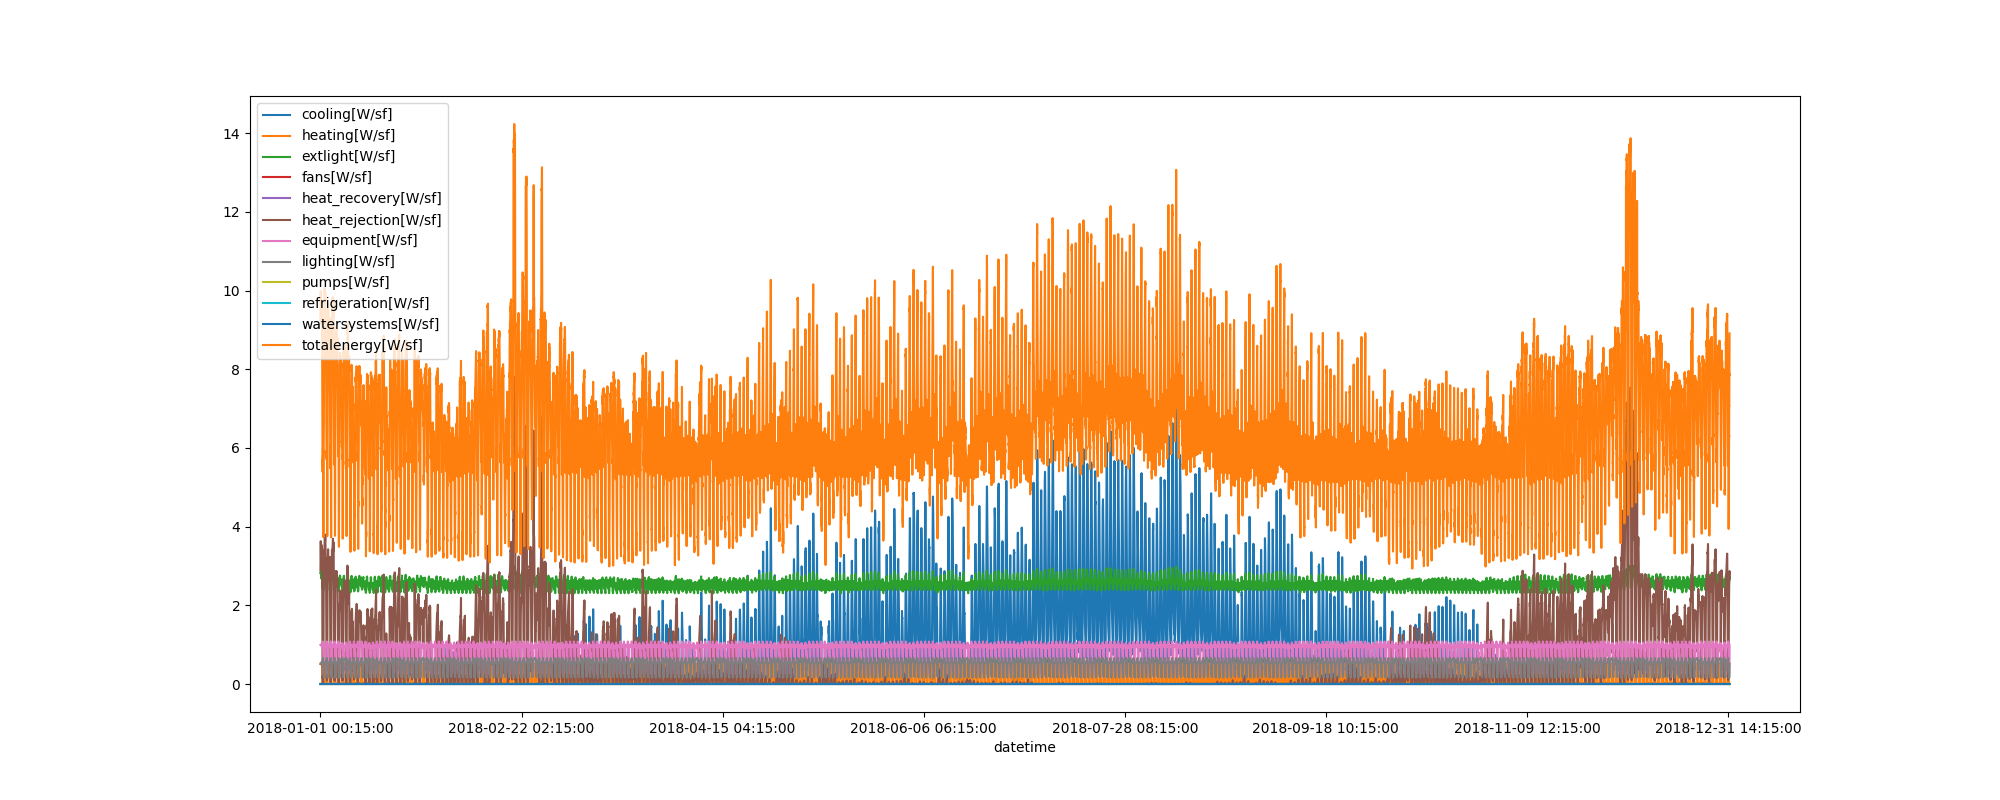 cooling[W/sf]
heating[W/sf]
extlight[W/sf]
fans[W/sf]
heat_recovery[W/sf]
heat_rejection[W/sf]
equipment[W/sf]
lighting[W/sf]
pumps[W/sf]
refrigeration[W/sf]
watersystems[W/sf]
totalenergy[W/sf]
14
12
10
8
6
4
2
0
2018-01-01 00:15:00 2018-02-22 02:15:00 2018-04-15 04:15:00 2018-06-06 06:15:00 2018-07-28 08:15:00 2018-09-18 10:15:00 2018-11-09 12:15:00 2018-12-31 14:15:00
datetime